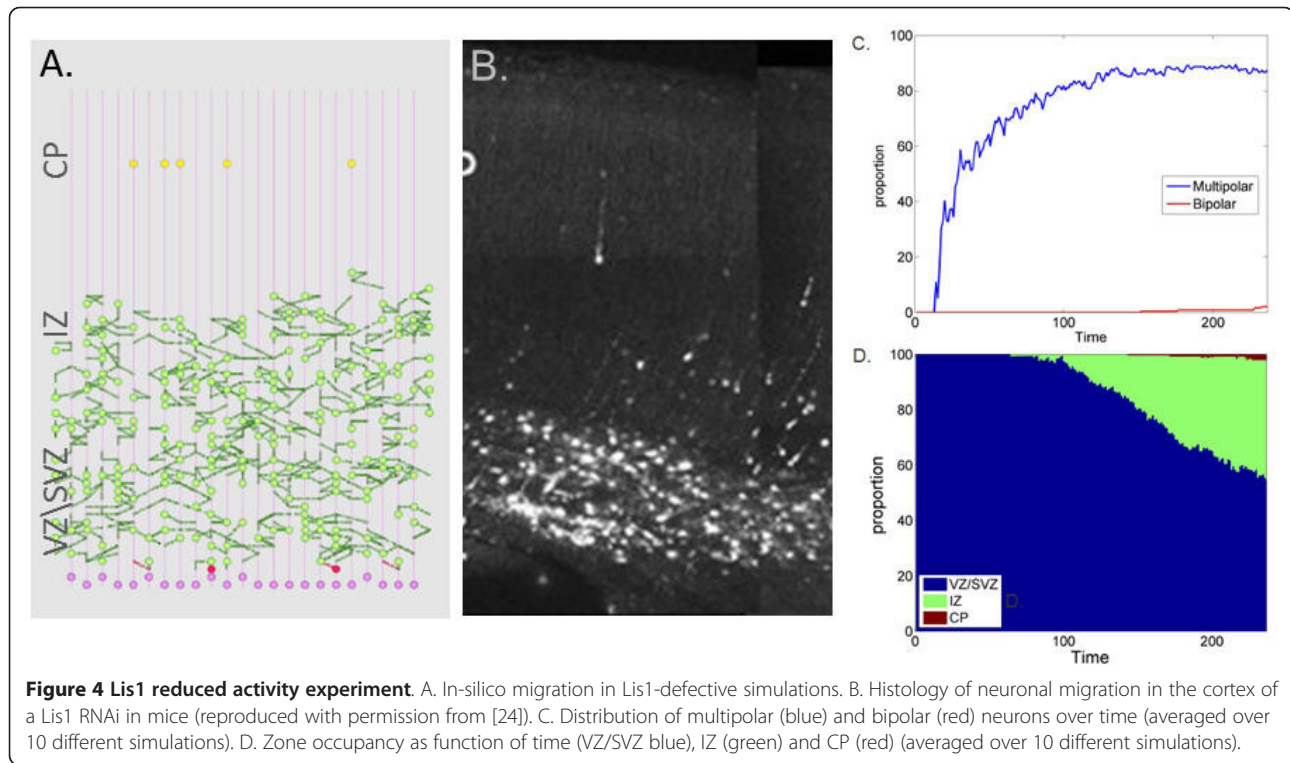 A.
CP
IZ
VZ\SVZ
B.
C.
100
80
60
40
20
0
proportion
Multipolar
Bipolar
0
100
200
Time
D.
100
80
60
40
20
0
proportion
VZ/SVZ
IZ
CP
D.
0
100
200
Time
Figure 4 Lis1 reduced activity experiment. A. In-silico migration in Lis1-defective simulations. B. Histology of neuronal migration in the cortex of
a Lis1 RNAi in mice (reproduced with permission from [24]). C. Distribution of multipolar (blue) and bipolar (red) neurons over time (averaged over
10 different simulations). D. Zone occupancy as function of time (VZ/SVZ blue), IZ (green) and CP (red) (averaged over 10 different simulations).